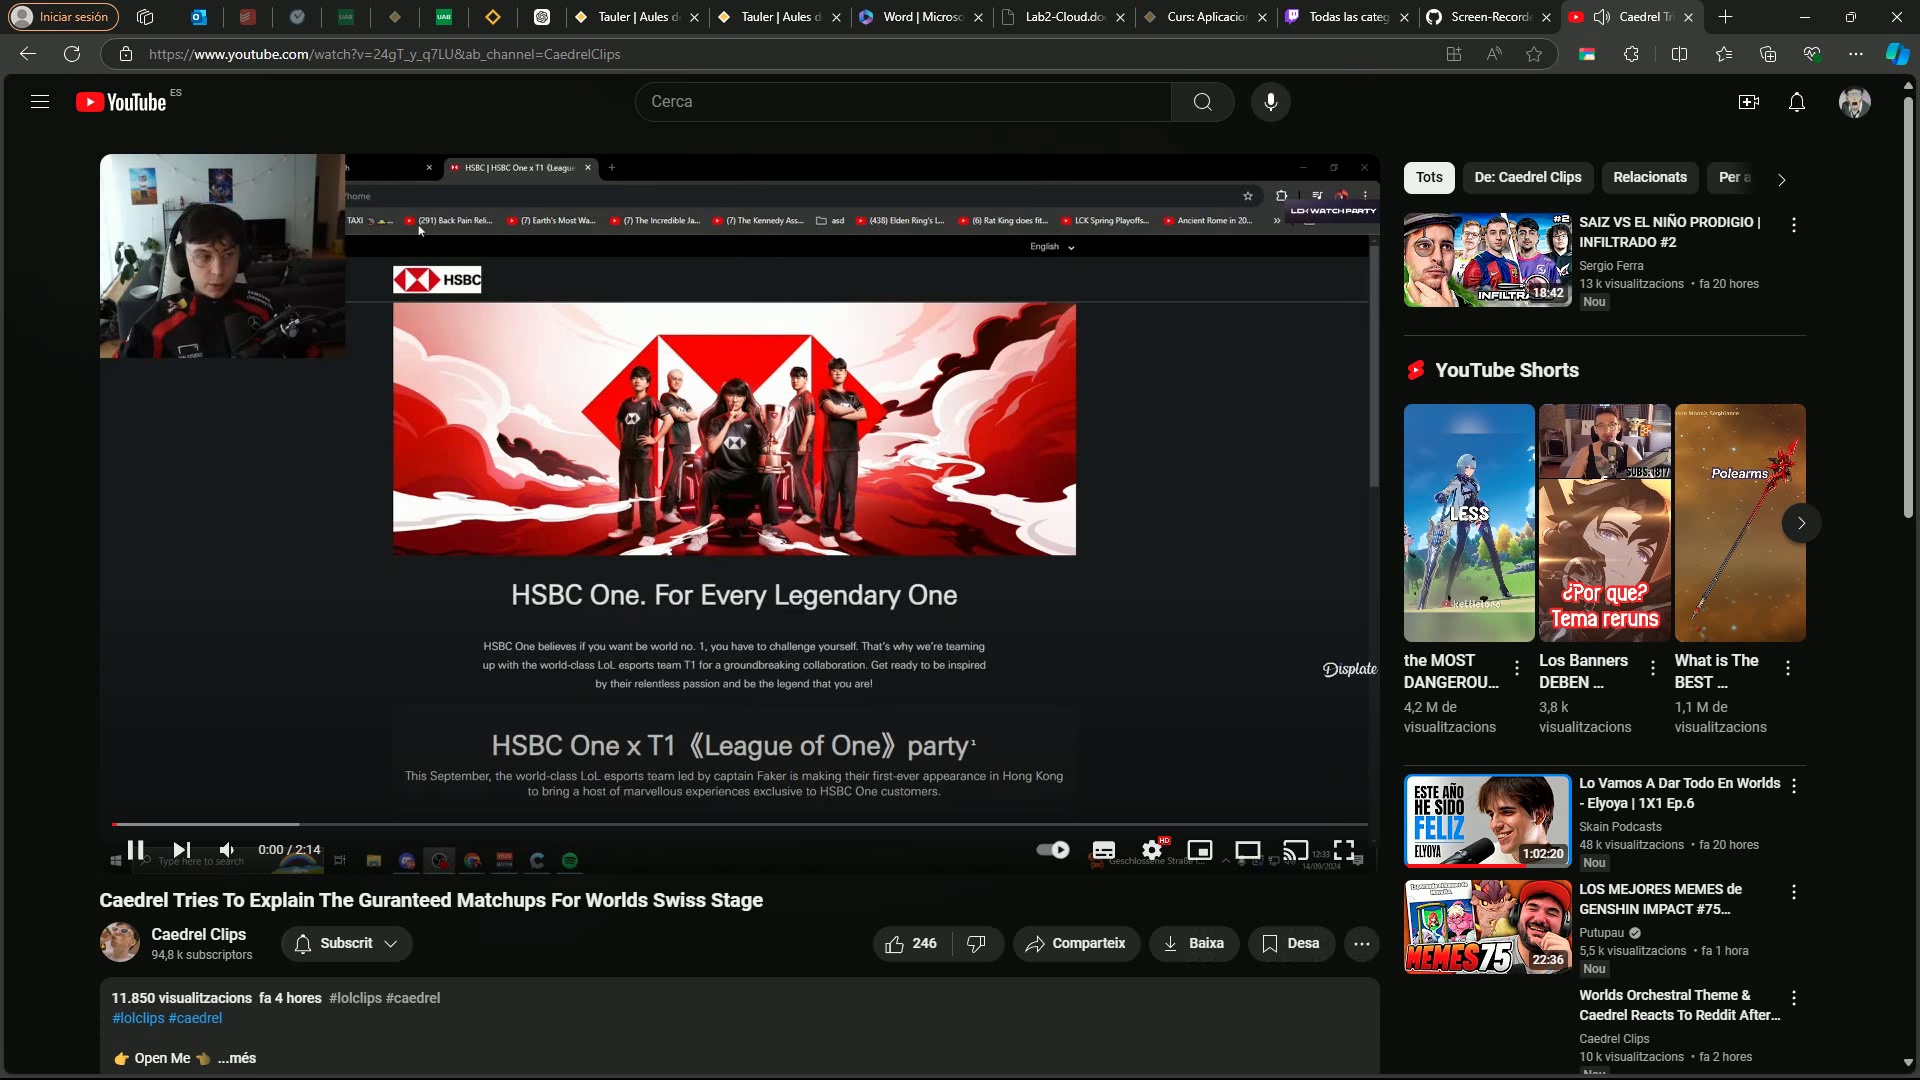 Iniciar sesión
Tauler | Aules d
Tauler | Aules d
Word | Micros
Lab2-Cloud.do
Curs: Aplicacio
Todas las categ
Screen-Record
Caedrel Tr
https://www.youtube.com/watch?v=24gT_y_q7LU&ab_channel=CaedrelClips
YouTube ES
Cerca
HSBC | HSBC One x T1 《League
home
TAXI
(291) Back Pain Reli...
(7) Earth's Most Wa...
(7) The Incredible Ja...
(7) The Kennedy Ass...
asd
(438) Elden Ring's L...
(6) Rat King does fit...
LCK Spring Playoffs...
Ancient Rome in 20...
LCK WATCH PARTY
English
HSBC
HSBC One. For Every Legendary One
HSBC One believes if you want be world no. 1, you have to challenge yourself. That's why we're teaming
up with the world-class LoL esports team T1 for a groundbreaking collaboration. Get ready to be inspired
by their relentless passion and be the legend that you are!
Displate
HSBC One x T1《League of One》party¹
This September, the world-class LoL esports team led by captain Faker is making their first-ever appearance in Hong Kong
to bring a host of marvellous experiences exclusive to HSBC One customers.
0:00 / 2:14
HD
Type here to search
Geschlossene Straße
12:33
14/09/2024
Caedrel Tries To Explain The Guranteed Matchups For Worlds Swiss Stage
Caedrel Clips
94,8 k subscriptors
Subscrit
246
Comparteix
Baixa
Desa
11.850 visualitzacions fa 4 hores #lolclips #caedrel
#lolclips #caedrel
👉 Open Me 👈 ...més
Tots
De: Caedrel Clips
Relacionats
Per a
#2
INFILTRA
18:42
SAIZ VS EL NIÑO PRODIGIO |
INFILTRADO #2
Sergio Ferra
13 k visualitzacions • fa 20 hores
Nou
YouTube Shorts
LESS
kettletora
SUBS: 1817
¿Por que?
Tema reruns
Polearms
the MOST
DANGEROU...
4,2 M de
visualitzacions
Los Banners
DEBEN ...
3,8 k
visualitzacions
What is The
BEST ...
1,1 M de
visualitzacions
ESTE AÑO
HE SIDO
FELIZ
ELYOYA
1:02:20
Lo Vamos A Dar Todo En Worlds
- Elyoya | 1X1 Ep.6
Skain Podcasts
48 k visualitzacions • fa 20 hores
Nou
MEMES 75
22:36
LOS MEJORES MEMES de
GENSHIN IMPACT #75...
Putupau
5,5 k visualitzacions • fa 1 hora
Nou
Worlds Orchestral Theme &
Caedrel Reacts To Reddit After...
Caedrel Clips
10 k visualitzacions • fa 2 hores
Nou